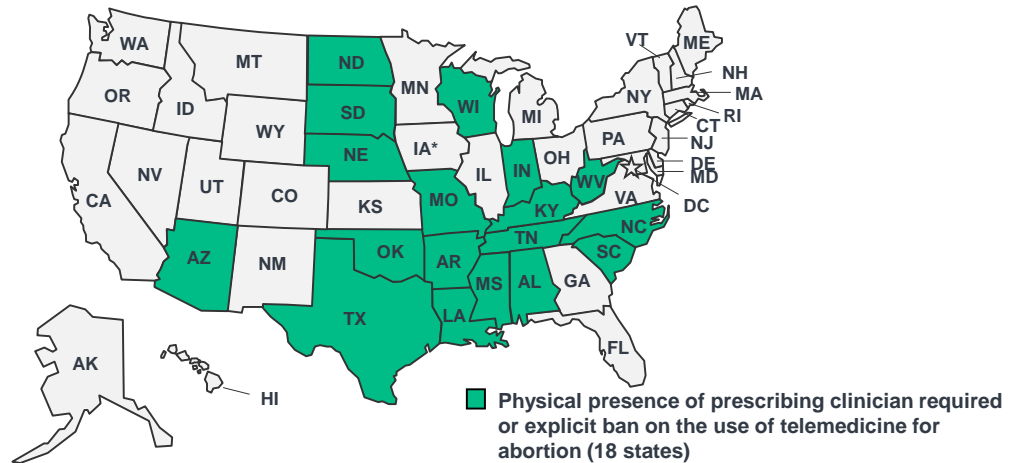 WA
MT
ND
MN
VT
ME
OR
ID
SD
WI
MI
NY
NH
MA
RI
CT
WY
NE
IA*
PA
NJ
NV
UT
CO
IL
IN
OH
WV
DE
MD
DC
CA
KS
MO
KY
VA
AZ
NM
OK
AR
TN
NC
SC
MS
AL
GA
TX
LA
FL
AK
HI
Physical presence of prescribing clinician required
or explicit ban on the use of telemedicine for
abortion (18 states)